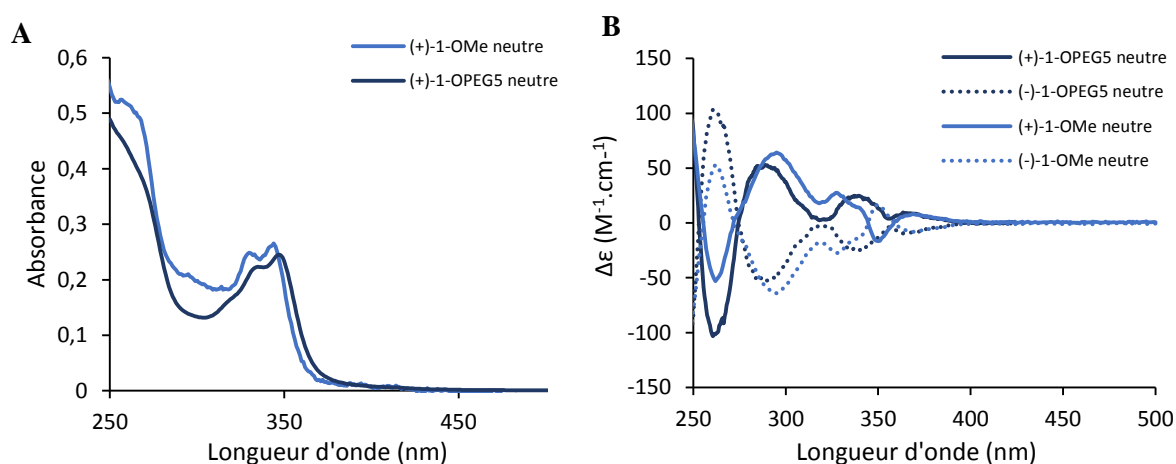 A
(+)-1-OMe neutre
(+)-1-OPEG5 neutre
0,6
0,5
0,4
0,3
0,2
0,1
0
250
350
450
Absorbance
Longueur d'onde (nm)
B
(+)-1-OPEG5 neutre
(-)-1-OPEG5 neutre
(+)-1-OMe neutre
(-)-1-OMe neutre
150
100
50
0
-50
-100
-150
250
300
350
400
450
500
Δε (M⁻¹.cm⁻¹)
Longueur d'onde (nm)